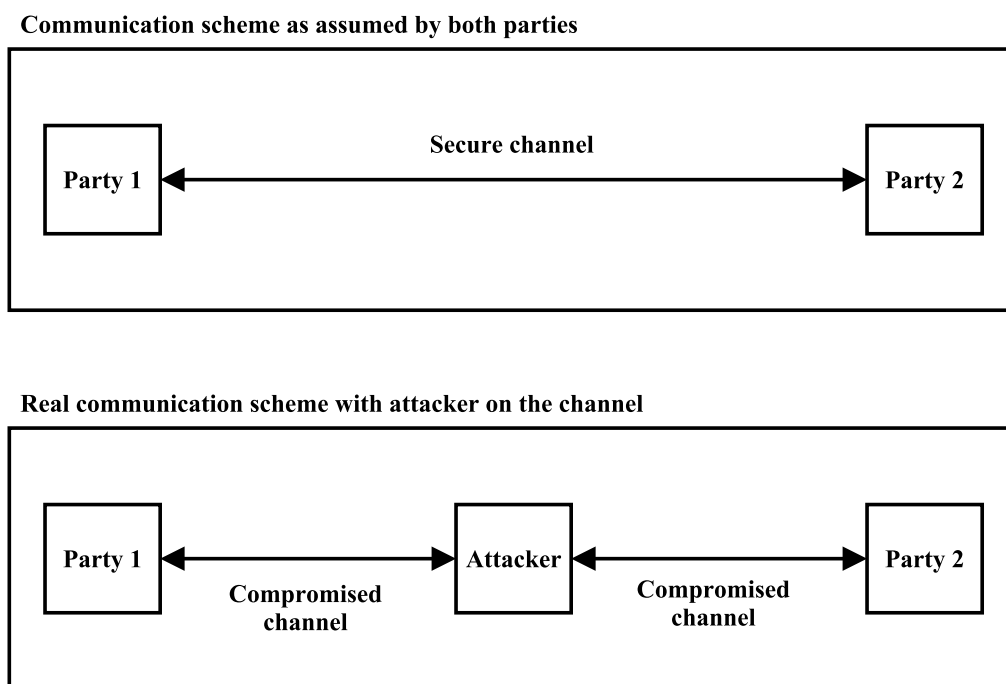 Communication scheme as assumed by both parties
Secure channel
Party 1
Party 2
Real communication scheme with attacker on the channel
Party 1
Attacker
Party 2
Compromised
channel
Compromised
channel